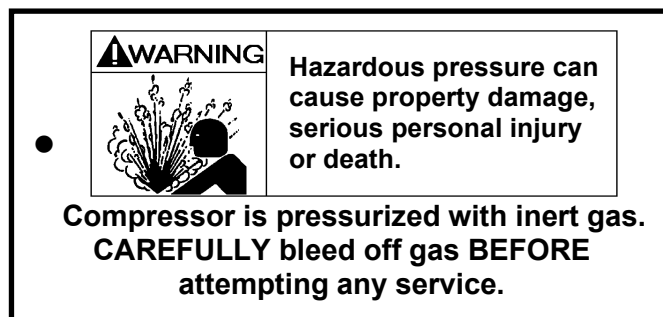 WARNING
Hazardous pressure can
cause property damage,
serious personal injury
or death.
Compressor is pressurized with inert gas.
CAREFULLY bleed off gas BEFORE
attempting any service.